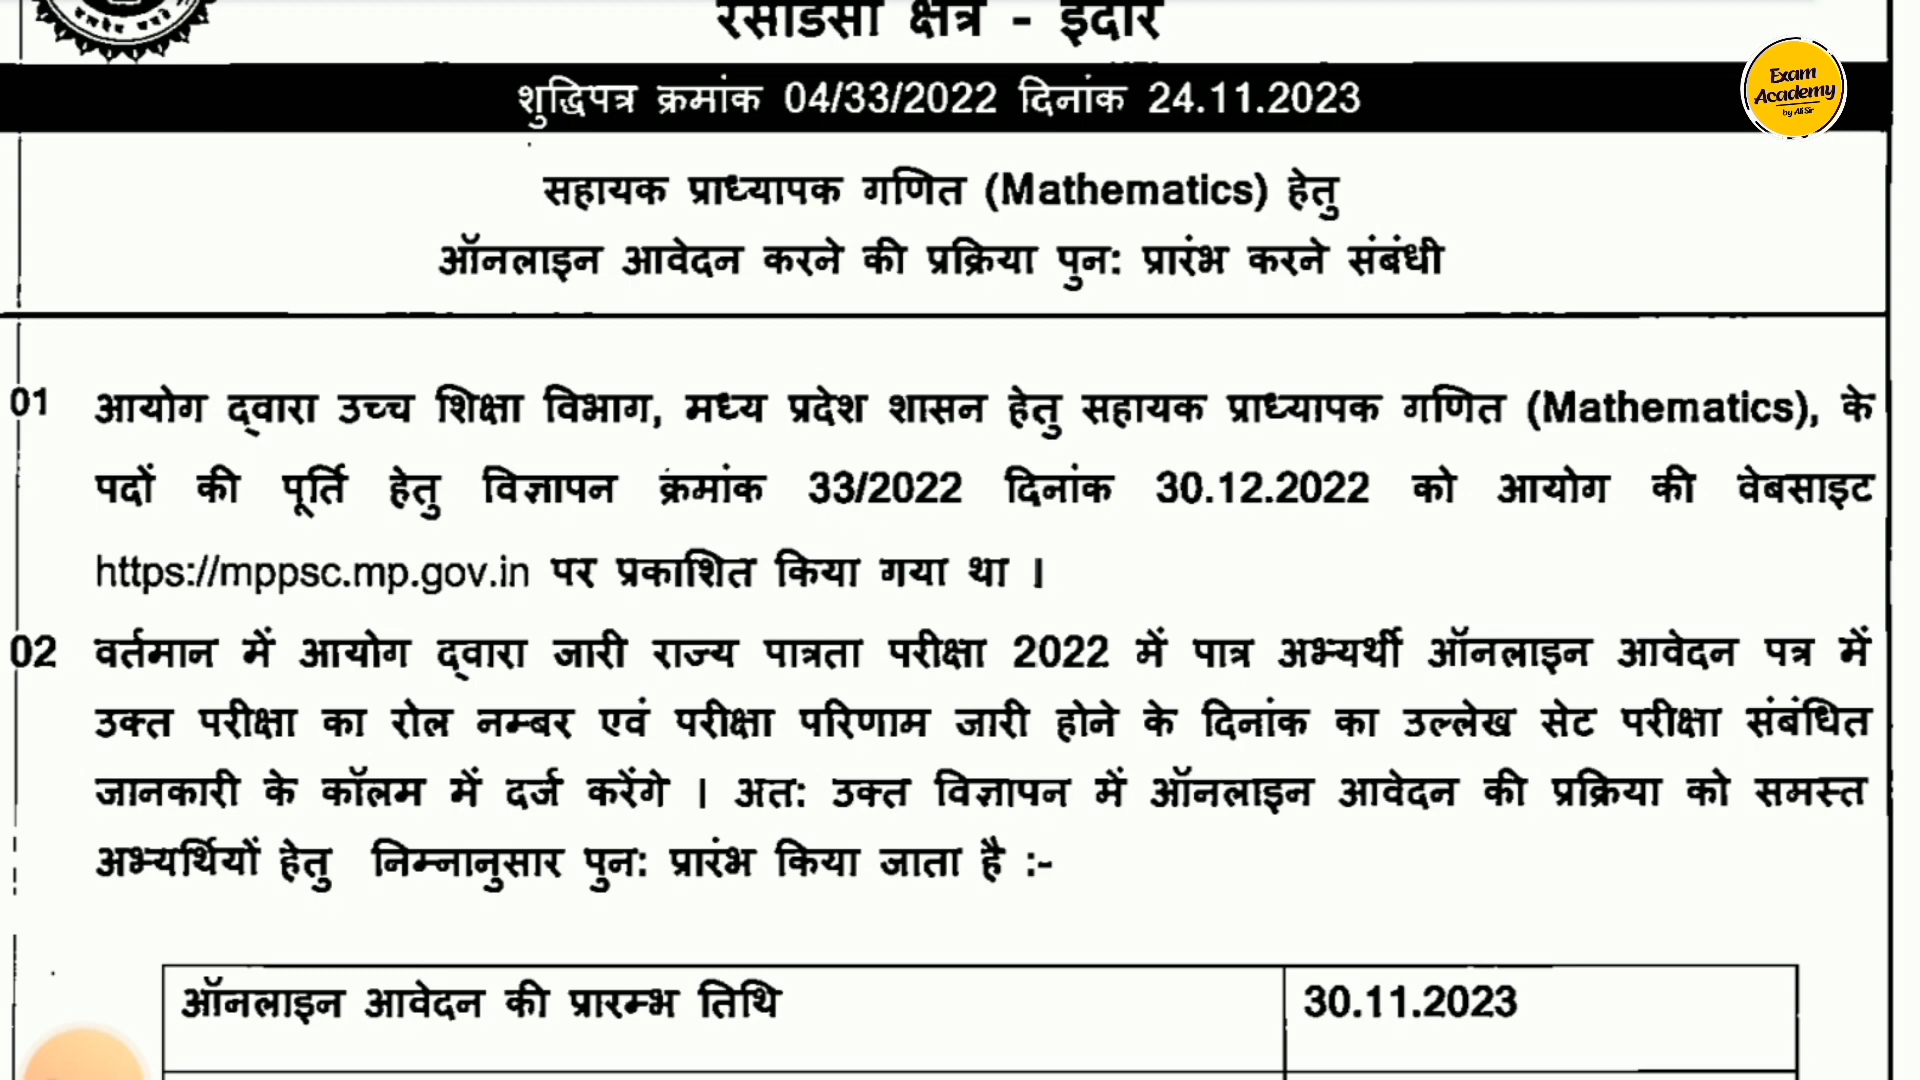 रेसीडेंसी क्षेत्र - इंदौर
शुद्धिपत्र क्रमांक 04/33/2022 दिनांक 24.11.2023
Exam
Academy
by Ali Sir
सहायक प्राध्यापक गणित (Mathematics) हेतु
ऑनलाइन आवेदन करने की प्रक्रिया पुन: प्रारंभ करने संबंधी
01 आयोग द्वारा उच्च शिक्षा विभाग, मध्य प्रदेश शासन हेतु सहायक प्राध्यापक गणित (Mathematics), के
पदों की पूर्ति हेतु विज्ञापन क्रमांक 33/2022 दिनांक 30.12.2022 को आयोग की वेबसाइट
https://mppsc.mp.gov.in पर प्रकाशित किया गया था ।
02 वर्तमान में आयोग द्वारा जारी राज्य पात्रता परीक्षा 2022 में पात्र अभ्यर्थी ऑनलाइन आवेदन पत्र में
उक्त परीक्षा का रोल नम्बर एवं परीक्षा परिणाम जारी होने के दिनांक का उल्लेख सेट परीक्षा संबंधित
जानकारी के कॉलम में दर्ज करेंगे । अत: उक्त विज्ञापन में ऑनलाइन आवेदन की प्रक्रिया को समस्त
अभ्यर्थियों हेतु निम्नानुसार पुन: प्रारंभ किया जाता है :-
ऑनलाइन आवेदन की प्रारम्भ तिथि 30.11.2023